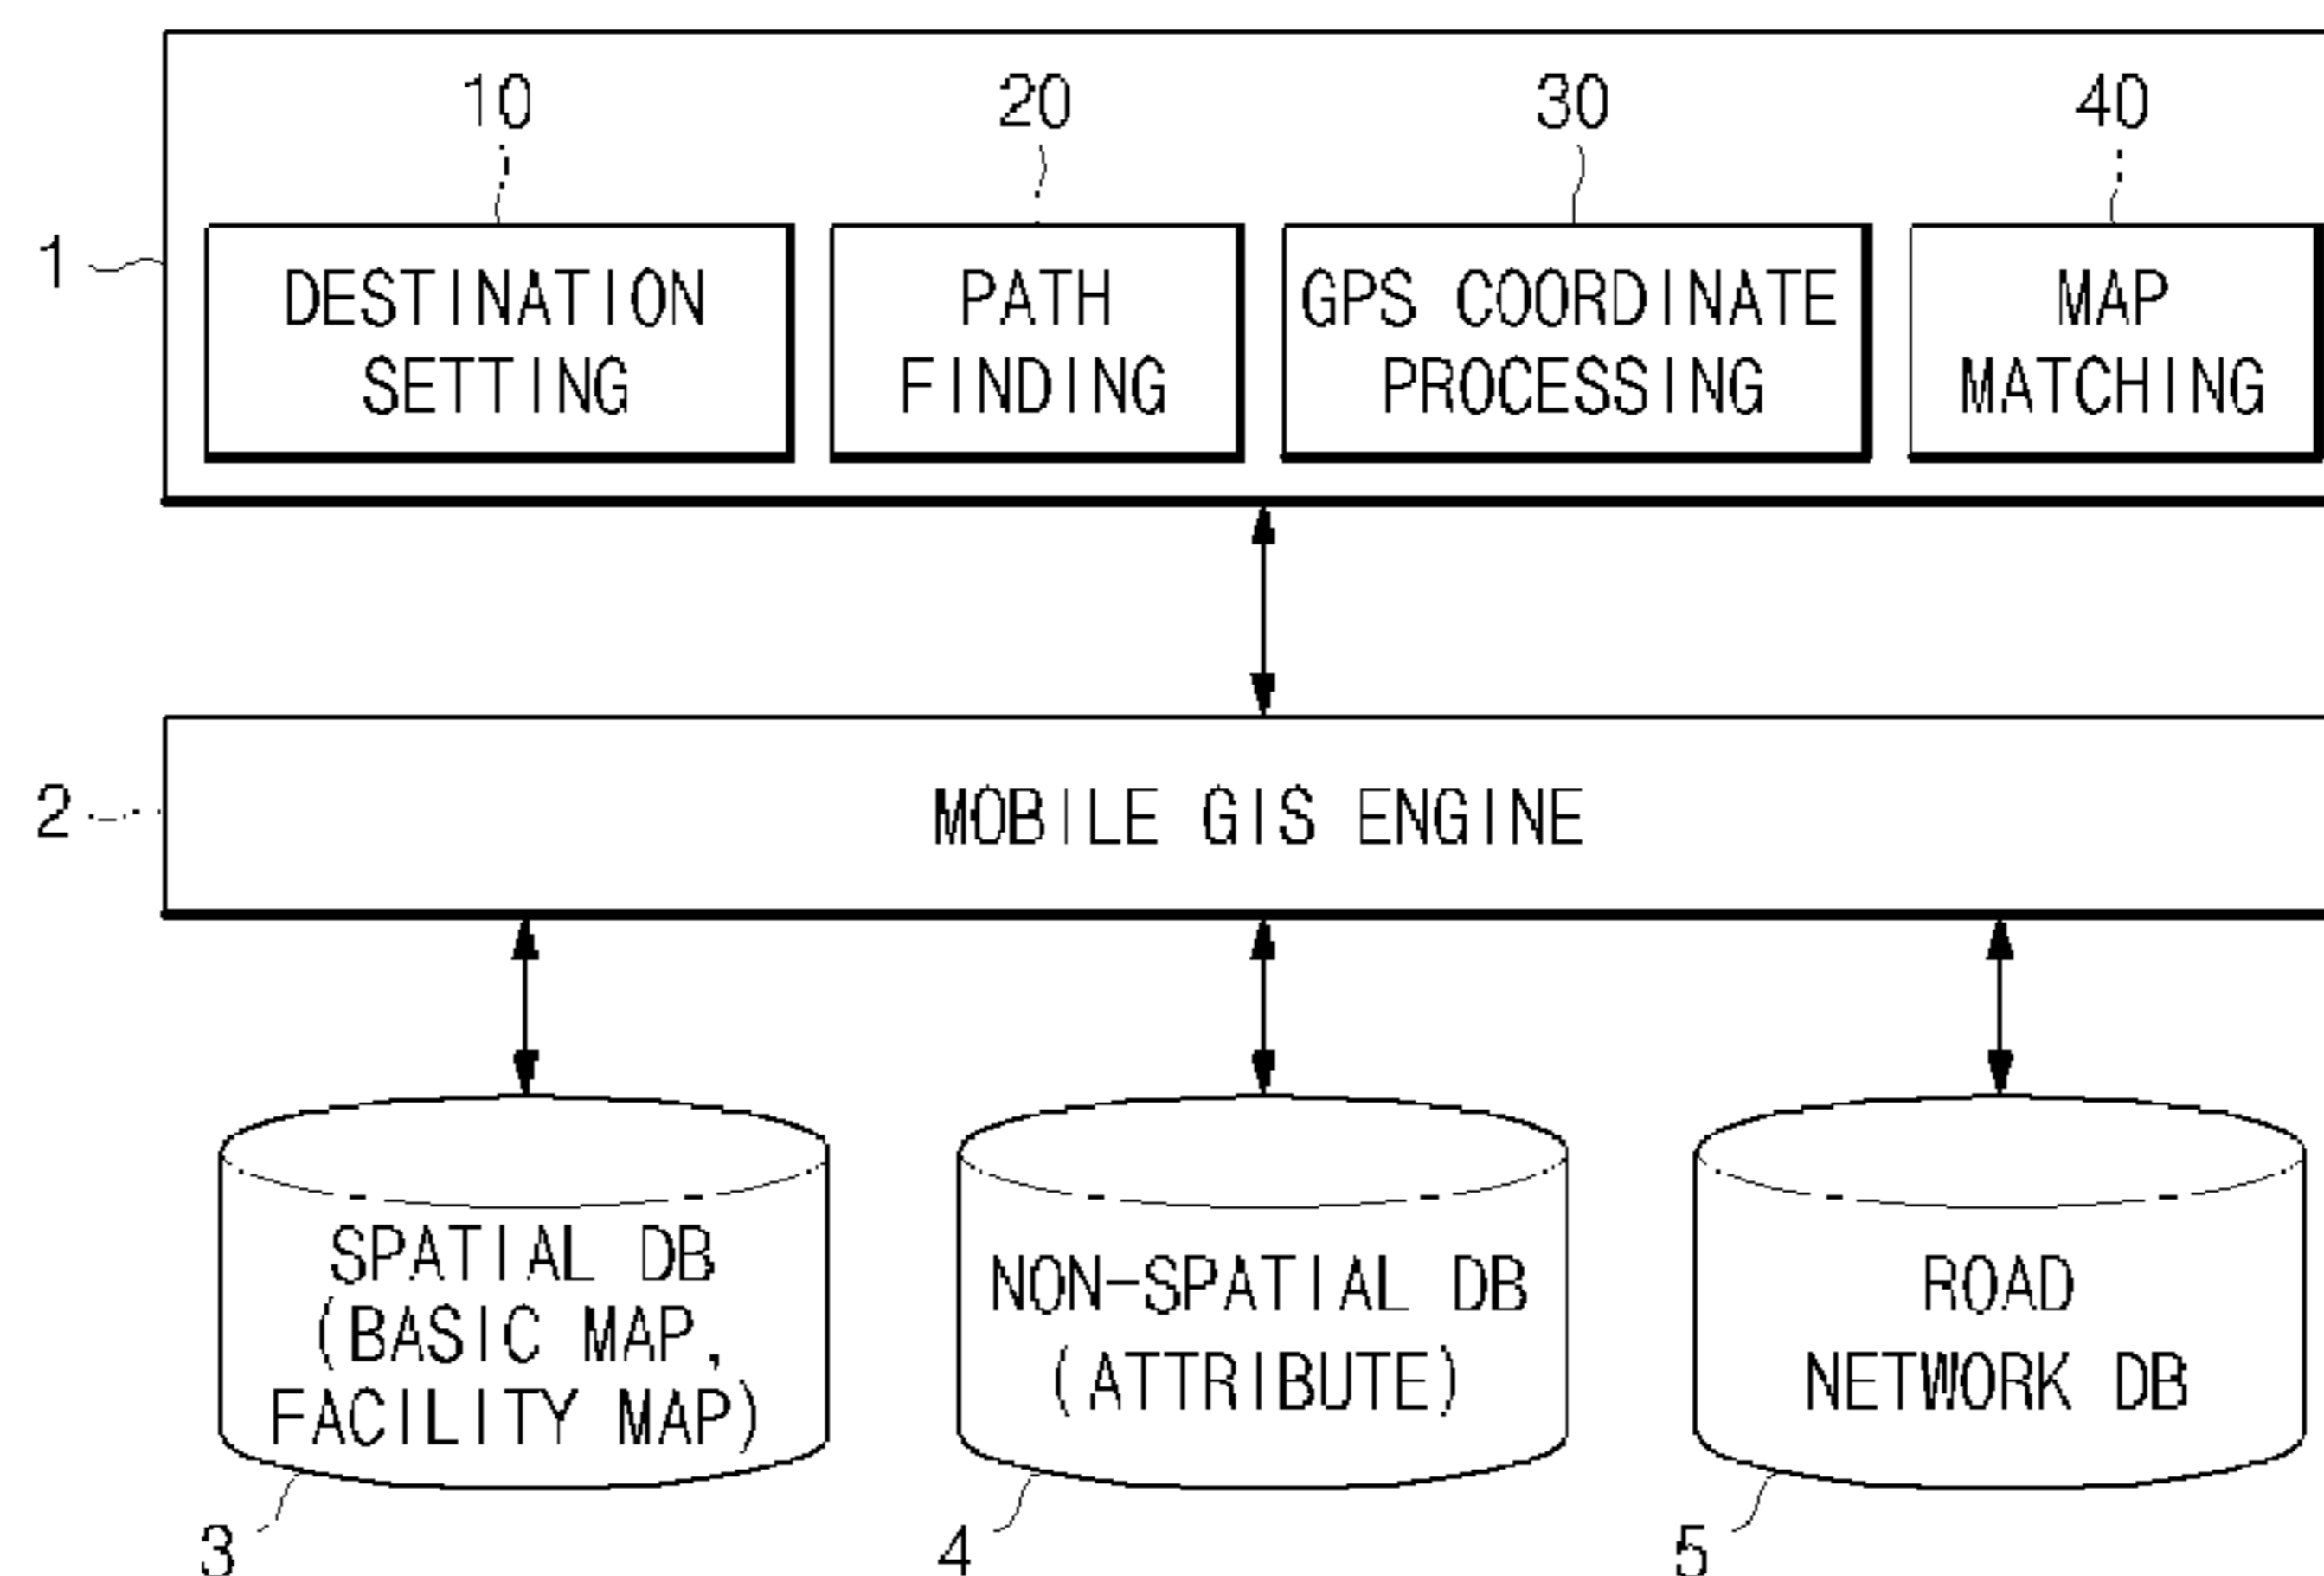 10
20
30
40
1
DESTINATION
SETTING
PATH
FINDING
GPS COORDINATE
PROCESSING
MAP
MATCHING
2
MOBILE GIS ENGINE
SPATIAL DB
(BASIC MAP,
FACILITY MAP)
NON-SPATIAL DB
(ATTRIBUTE)
ROAD
NETWORK DB
3
4
5